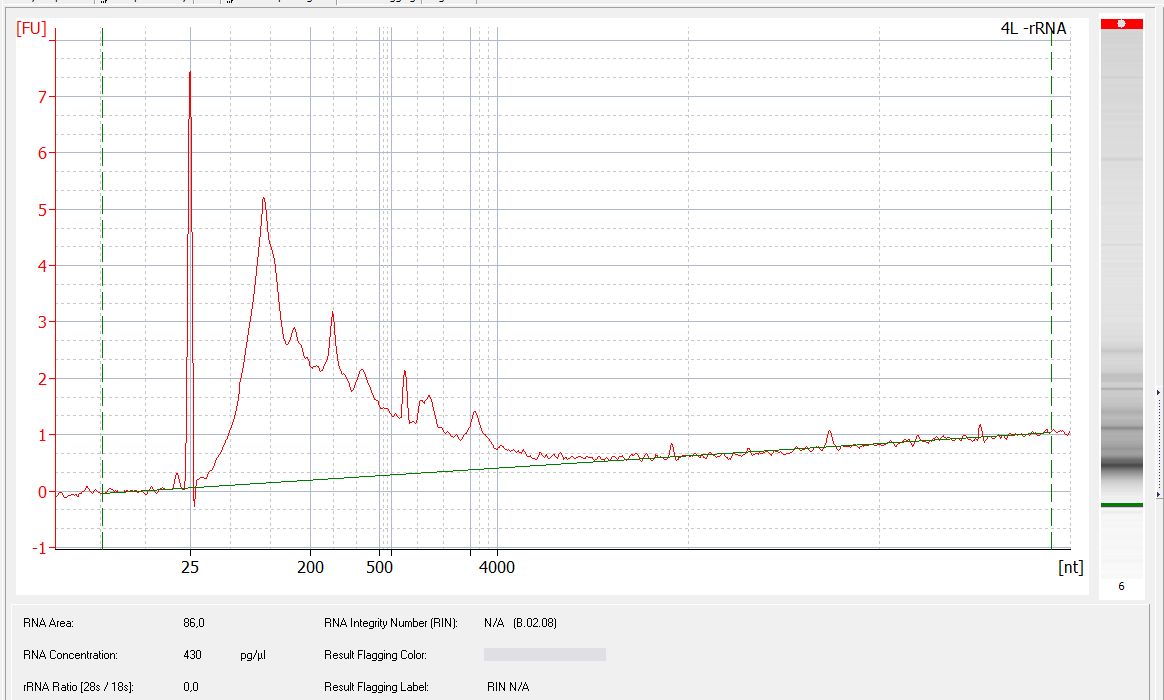 [FU]
4L -rRNA
7
6
5
4
3
2
1
0
-1
25 200 500 4000 [nt]
6
RNA Area: 86,0 RNA Integrity Number (RIN): N/A (B.02.08)
RNA Concentration: 430 pg/µl Result Flagging Color:
rRNA Ratio [28s / 18s]: 0,0 Result Flagging Label: RIN N/A